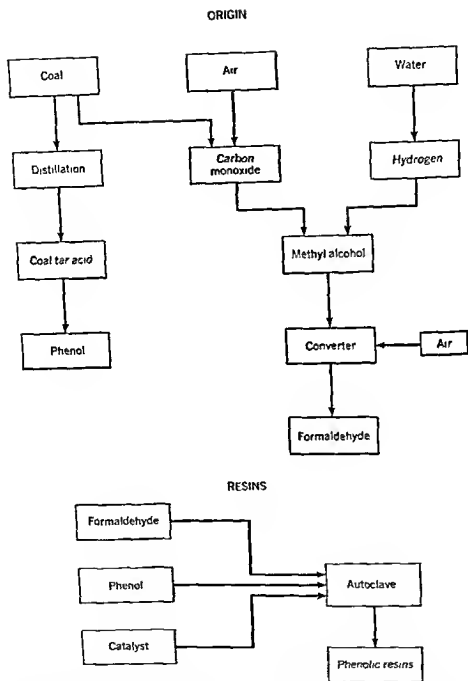 ORIGIN
Coal
Air
Water
Distillation
Carbon
monoxide
Hydrogen
Coal tar acid
Methyl alcohol
Phenol
Converter
Air
Formaldehyde
RESINS
Formaldehyde
Phenol
Autoclave
Catalyst
Phenolic resins